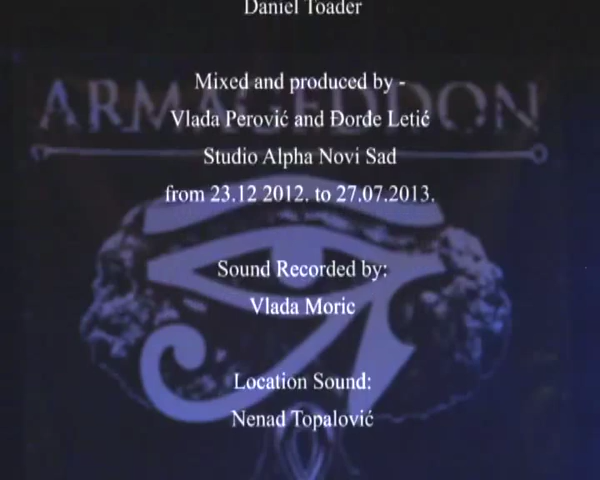 Daniel Toader
ARMAGEDDON
Mixed and produced by -
Vlada Perović and Đorđe Letić
Studio Alpha Novi Sad
from 23.12 2012. to 27.07.2013.
Sound Recorded by:
Vlada Moric
Location Sound:
Nenad Topalović